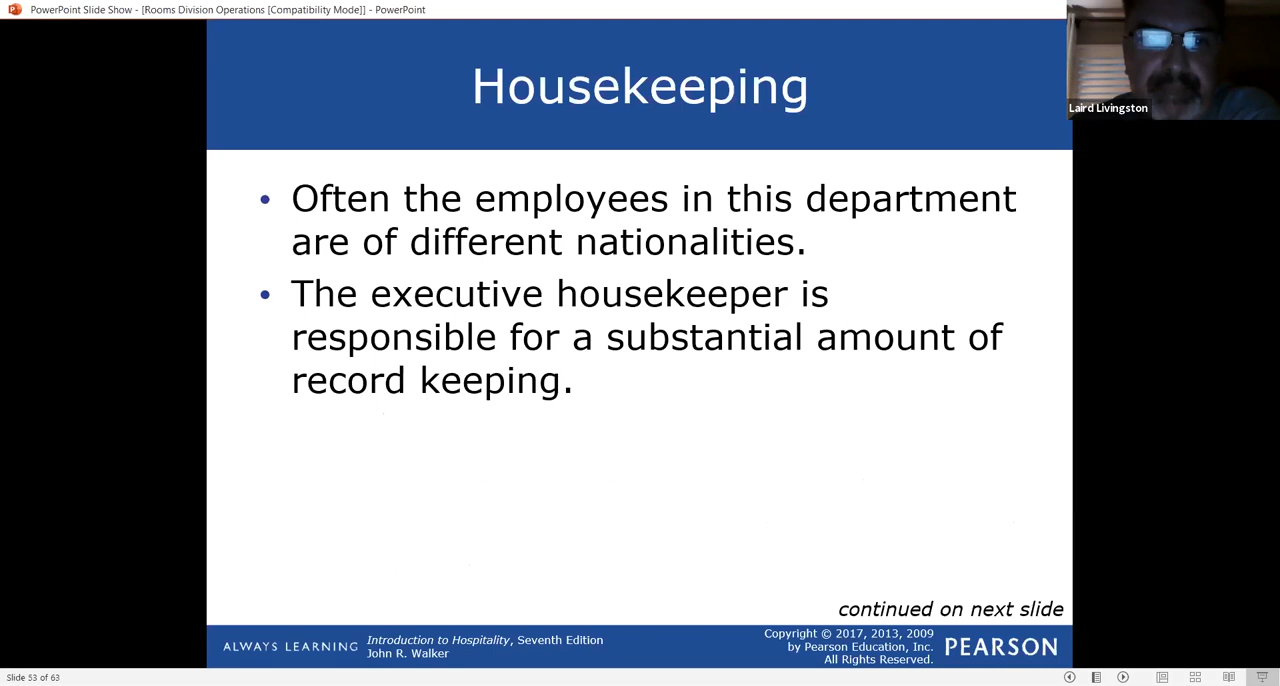 PowerPoint Slide Show - [Rooms Division Operations [Compatibility Mode]] - PowerPoint
Laird Livingston
Housekeeping
• Often the employees in this department
are of different nationalities.
• The executive housekeeper is
responsible for a substantial amount of
record keeping.
continued on next slide
ALWAYS LEARNING
Introduction to Hospitality, Seventh Edition
John R. Walker
Copyright © 2017, 2013, 2009
by Pearson Education, Inc.
All Rights Reserved.
PEARSON
Slide 53 of 63